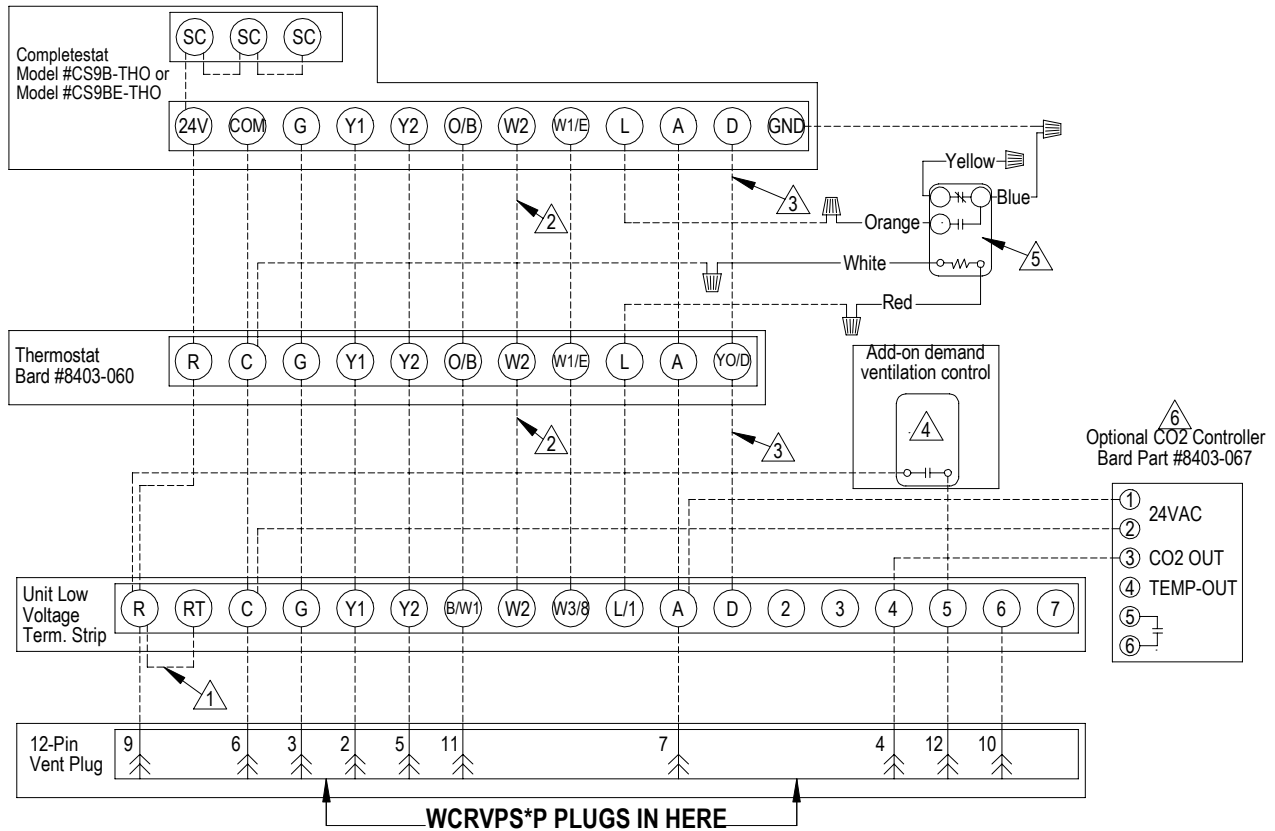 SC SC SC
Completestat
Model #CS9B-THO or
Model #CS9BE-THO
24V COM G Y1 Y2 O/B W2 W1/E L A D GND
Yellow
Blue
3
2
Orange
5
White
Red
Thermostat
Bard #8403-060
R C G Y1 Y2 O/B W2 W1/E L A YO/D
Add-on demand
ventilation control
4
2
3
6
Optional CO2 Controller
Bard Part #8403-067
1
24VAC
2
3 CO2 OUT
4 TEMP-OUT
5
6
Unit Low
Voltage
Term. Strip
R RT C G Y1 Y2 B/W1 W2 W3/8 L/1 A D 2 3 4 5 6 7
1
12-Pin
Vent Plug
9 6 3 2 5 11 7 4 12 10
WCRVPS*P PLUGS IN HERE